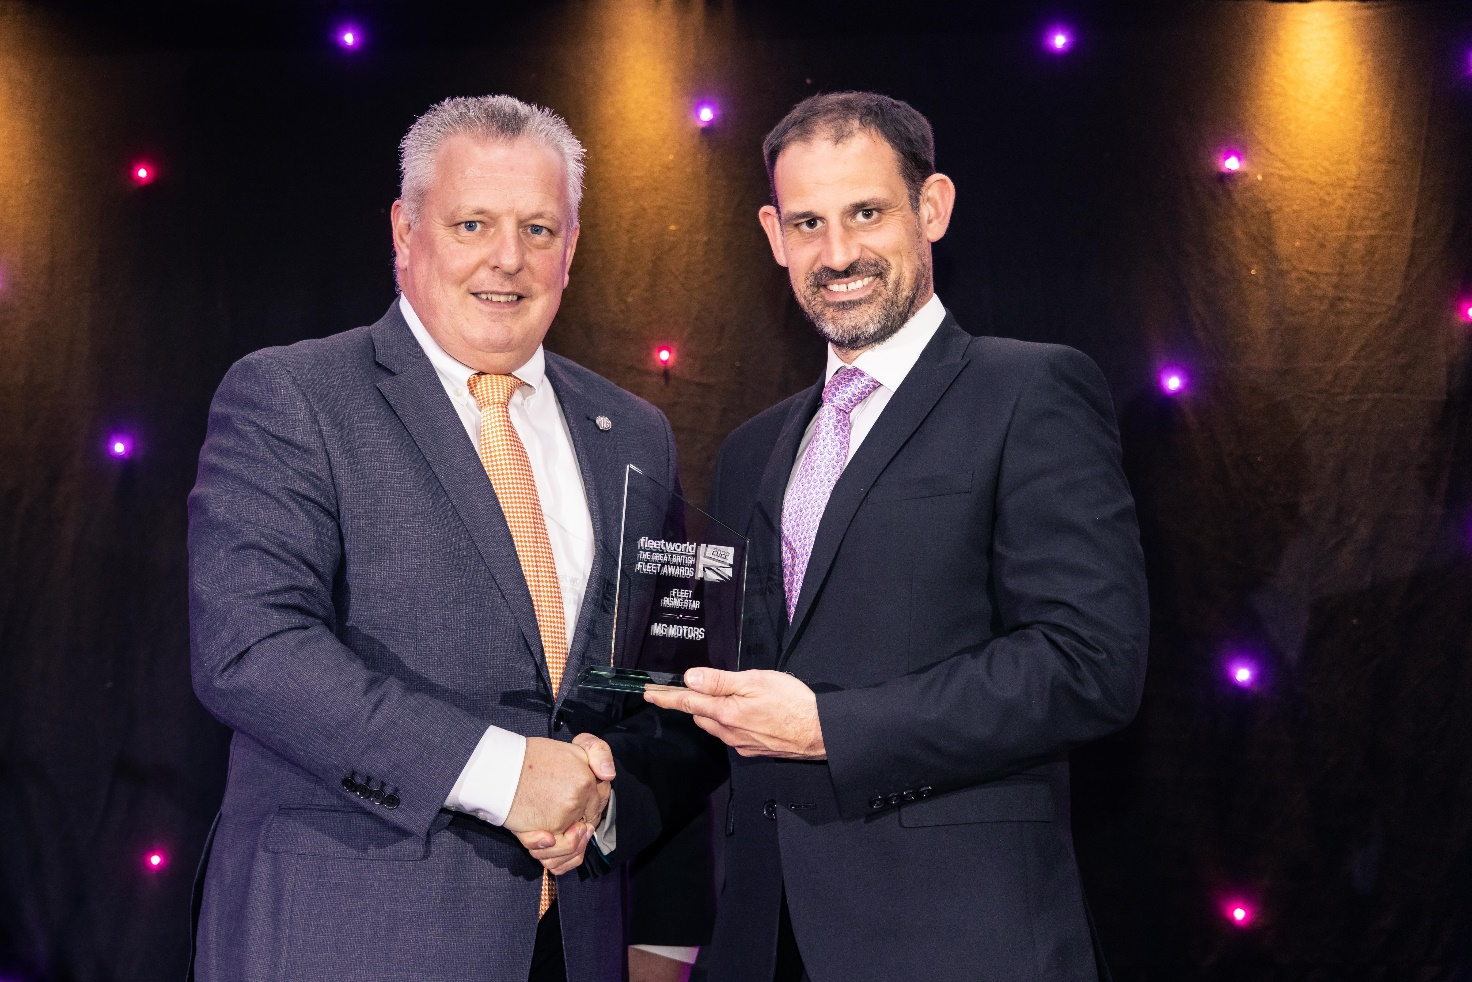 fleetworld
THE GREAT BRITISH
FLEET AWARDS
FLEET
RISING STAR
MG MOTORS